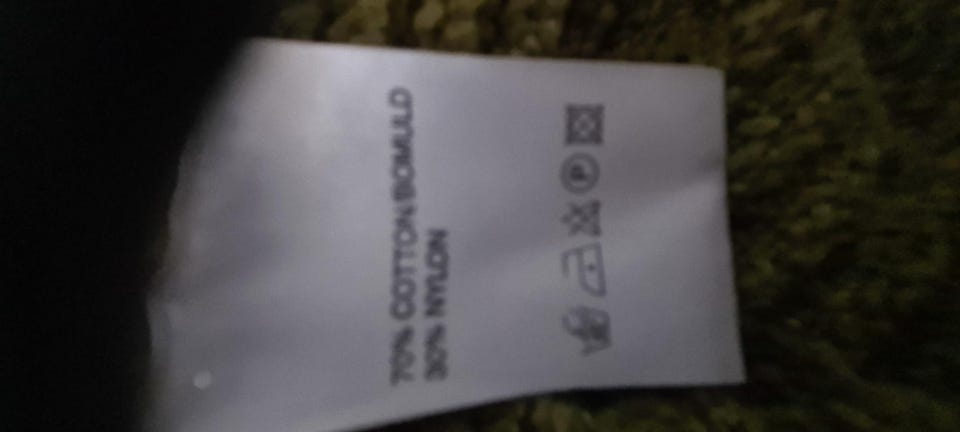 70% COTTON/BOMULD
30% NYLON
P